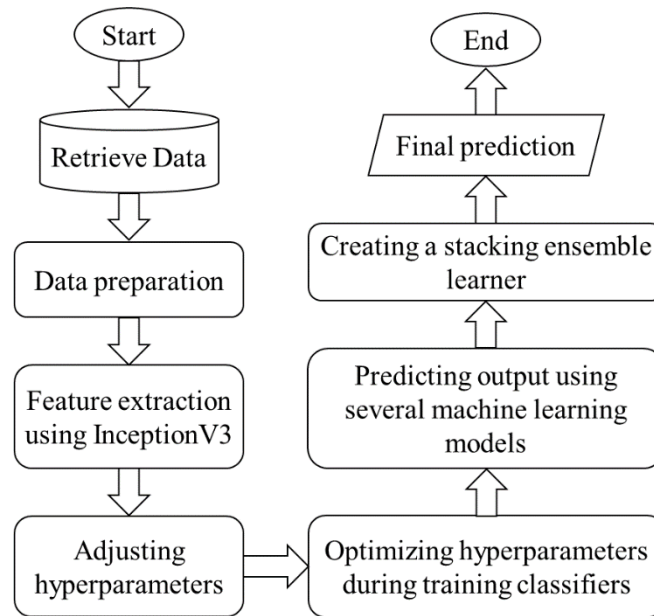 Start
Retrieve Data
Data preparation
Feature extraction
using InceptionV3
Adjusting
hyperparameters
Optimizing hyperparameters
during training classifiers
Predicting output using
several machine learning
models
Creating a stacking ensemble
learner
Final prediction
End